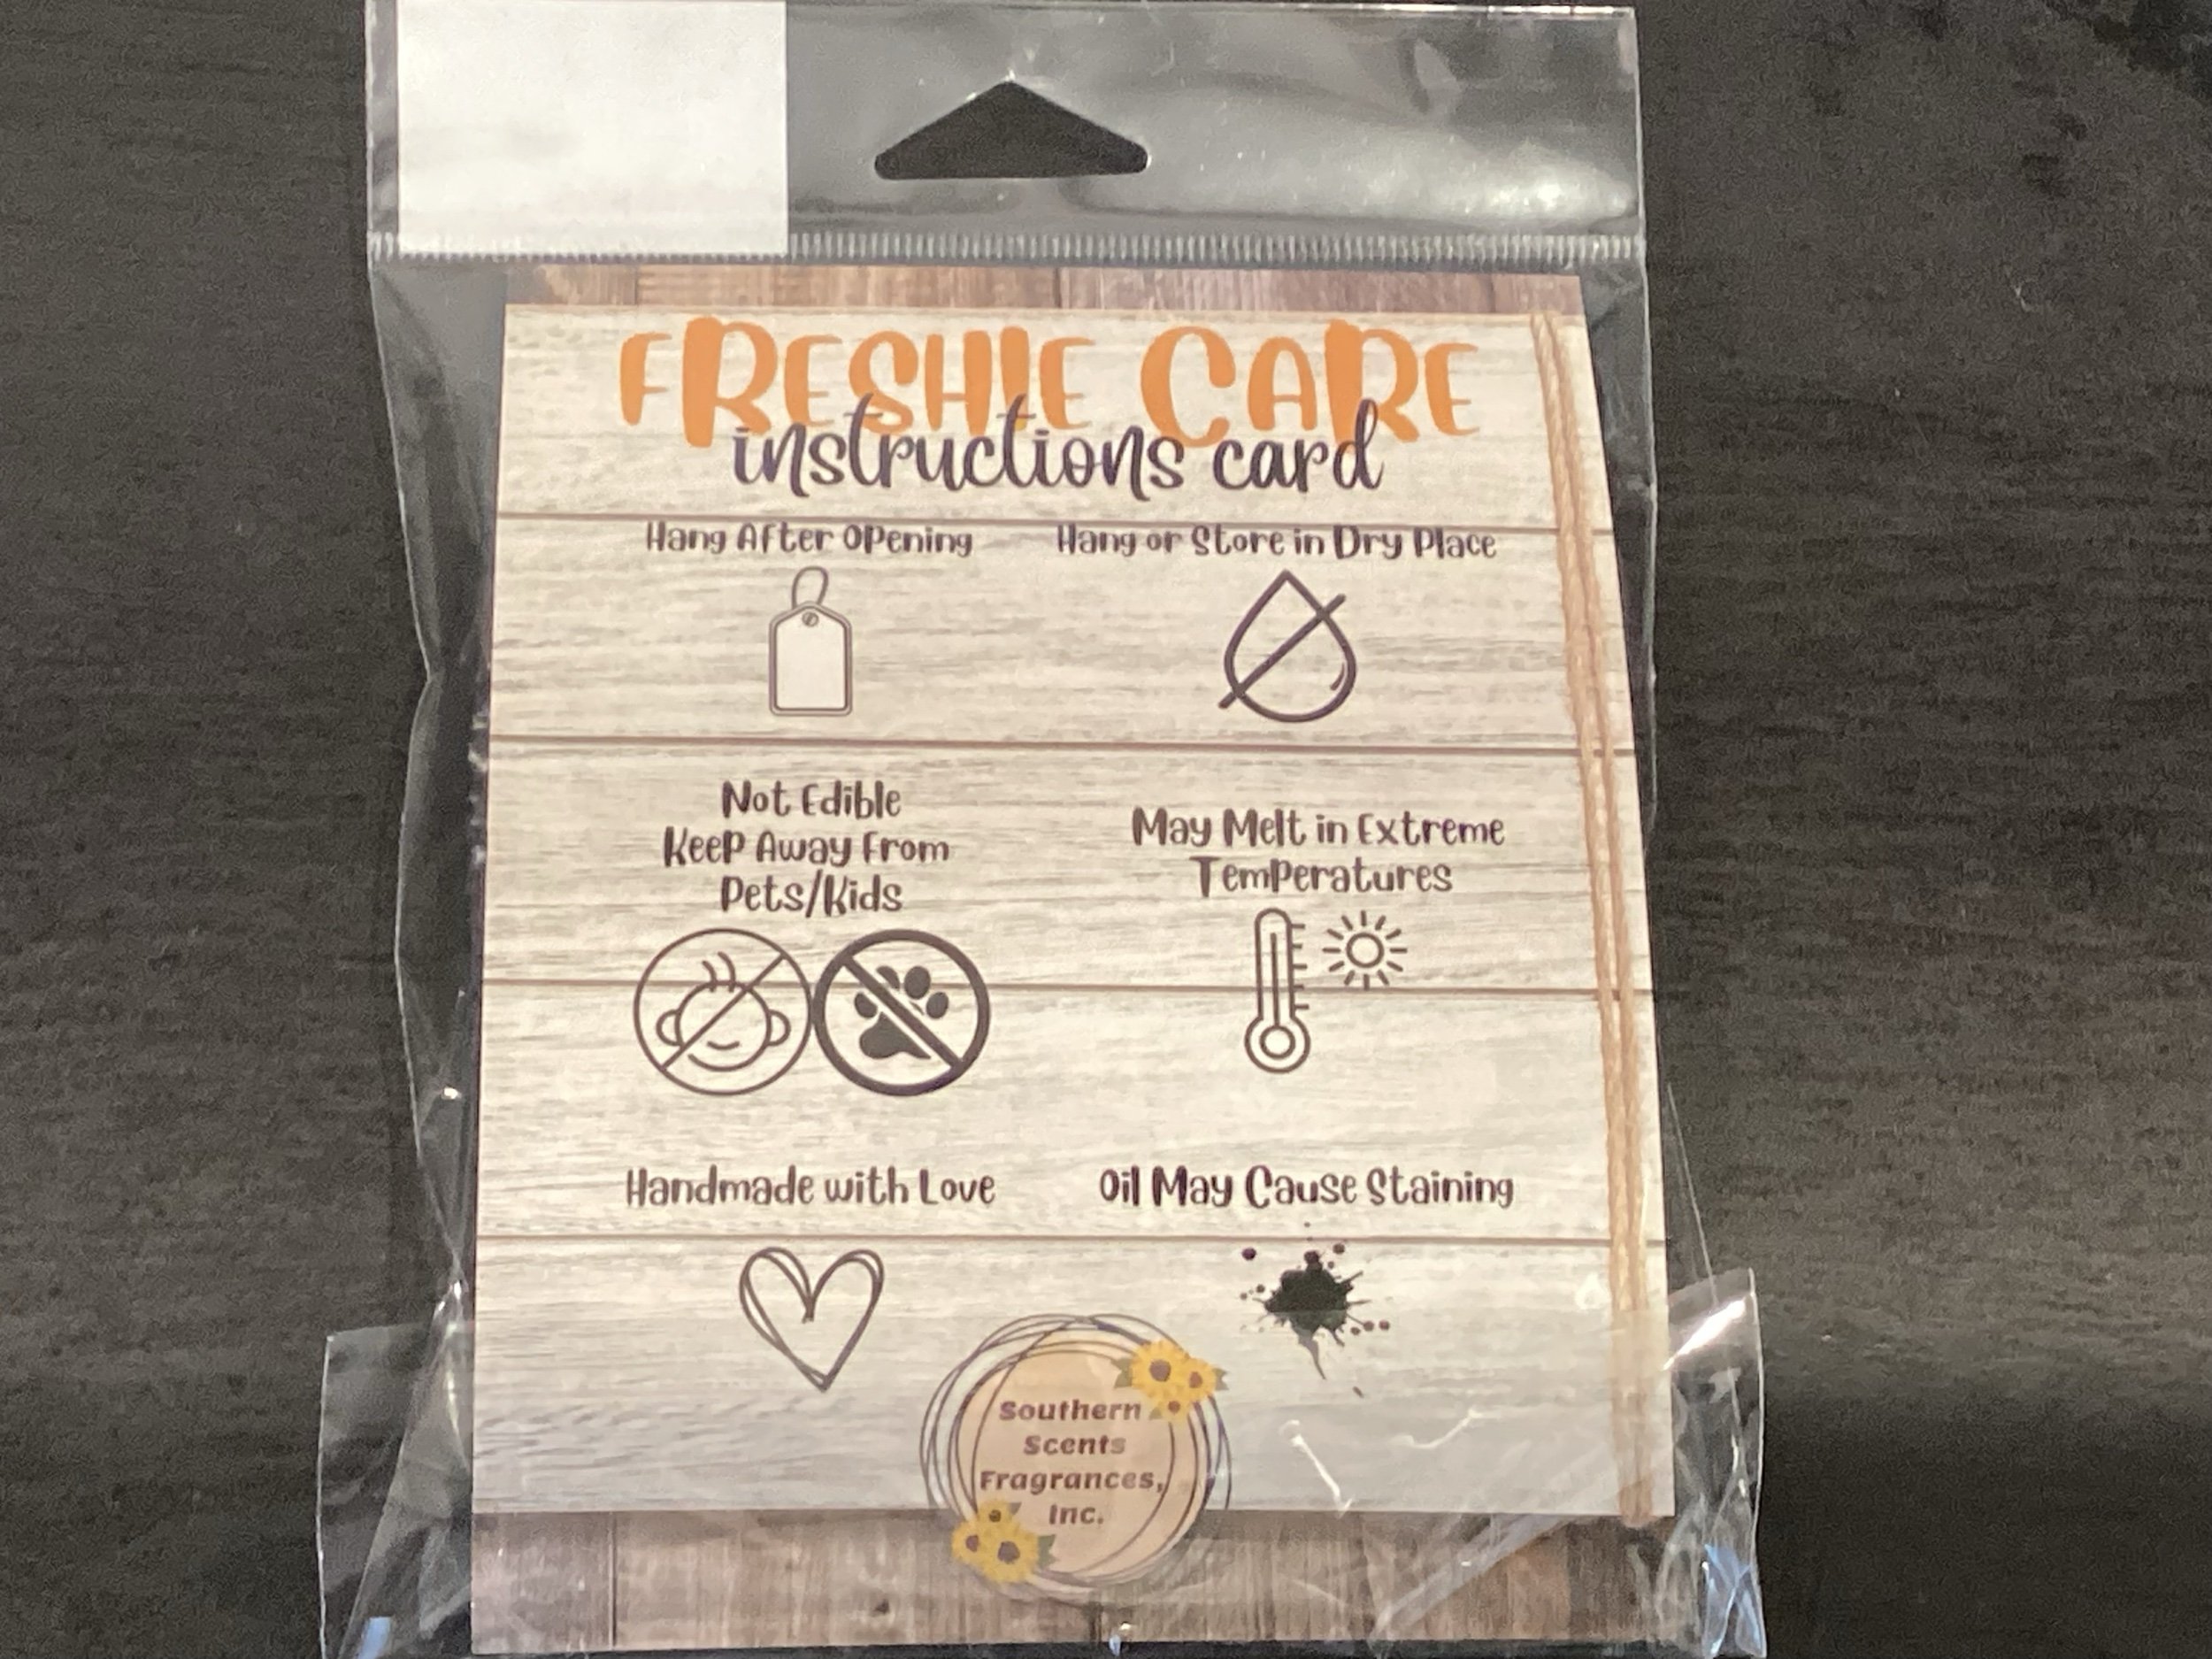 FRESHIE CARE
instructions card
Hang After Opening
Hang or Store in Dry Place
Not Edible
Keep Away From
Pets/Kids
May Melt in Extreme
Temperatures
Handmade with Love
Oil May Cause Staining
Southern
Scents
Fragrances,
Inc.